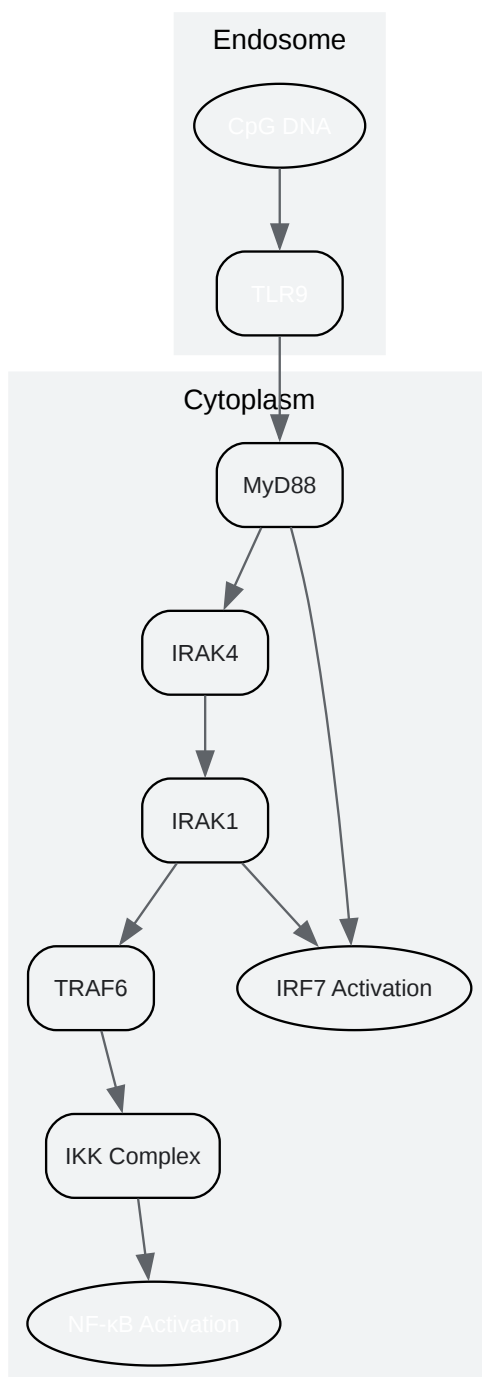 Endosome
CpG DNA
TLR9
Cytoplasm
MyD88
IRAK4
IRAK1
TRAF6
IRF7 Activation
IKK Complex
NF-κB Activation